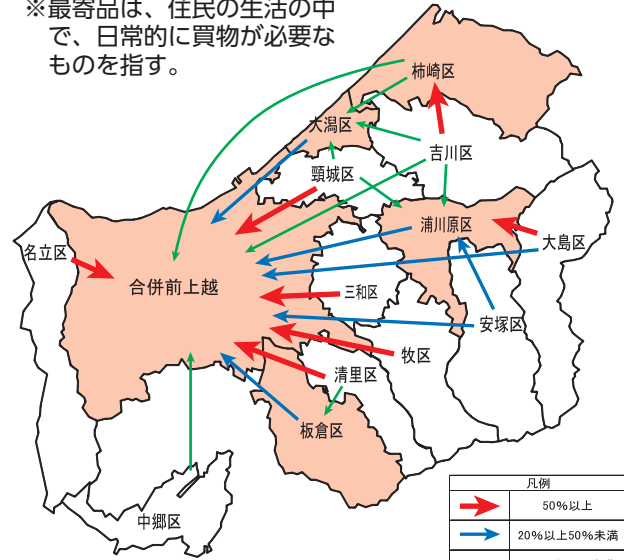 ※最寄品は、住民の生活の中
で、日常的に買物が必要な
ものを指す。
柿崎区
大潟区
吉川区
頸城区
浦川原区
大島区
名立区
合併前上越
三和区
安塚区
牧区
清里区
板倉区
中郷区
凡例
50%以上
20%以上50%未満